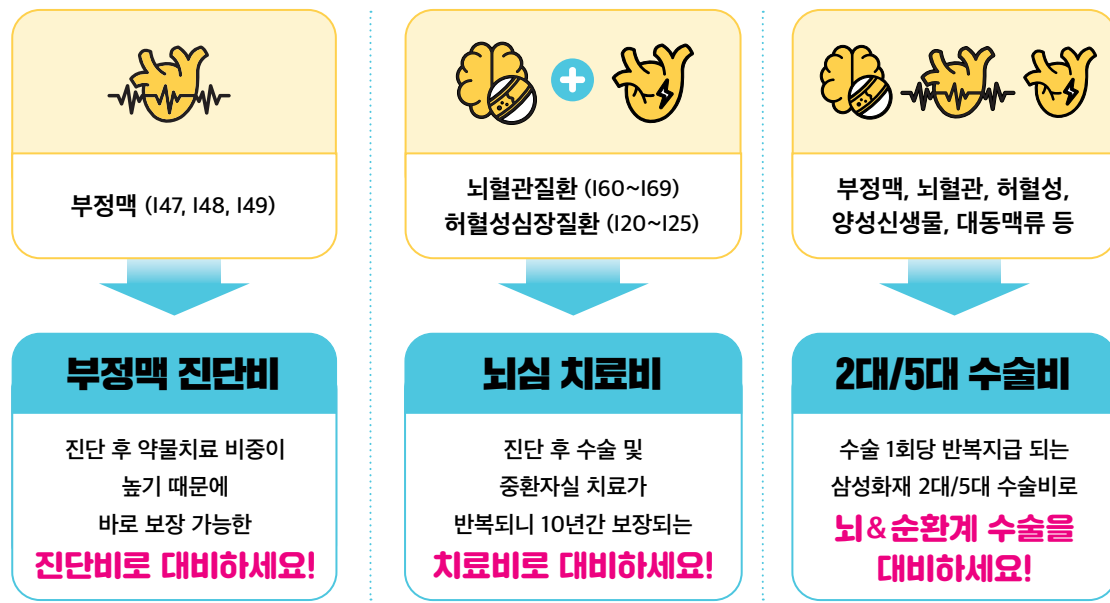 부정맥 (I47, I48, I49)
부정맥 진단비
진단 후 약물치료 비중이
높기 때문에
바로 보장 가능한
진단비로 대비하세요!
뇌혈관질환 (I60~I69)
허혈성심장질환 (I20~I25)
뇌심 치료비
진단 후 수술 및
중환자실 치료가
반복되니 10년간 보장되는
치료비로 대비하세요!
부정맥, 뇌혈관, 허혈성,
양성신생물, 대동맥류 등
2대/5대 수술비
수술 1회당 반복지급 되는
삼성화재 2대/5대 수술비로
뇌&순환계 수술을
대비하세요!